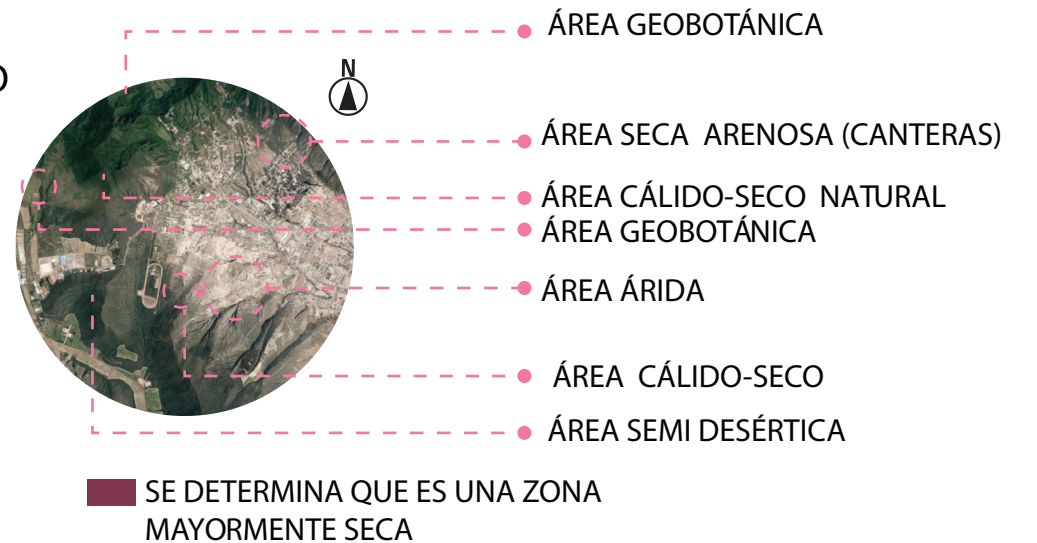 O
N
ÁREA GEOBOTÁNICA
ÁREA SECA ARENOSA (CANTERAS)
ÁREA CÁLIDO-SECO NATURAL
ÁREA GEOBOTÁNICA
ÁREA ÁRIDA
ÁREA CÁLIDO-SECO
ÁREA SEMI DESÉRTICA
SE DETERMINA QUE ES UNA ZONA
MAYORMENTE SECA